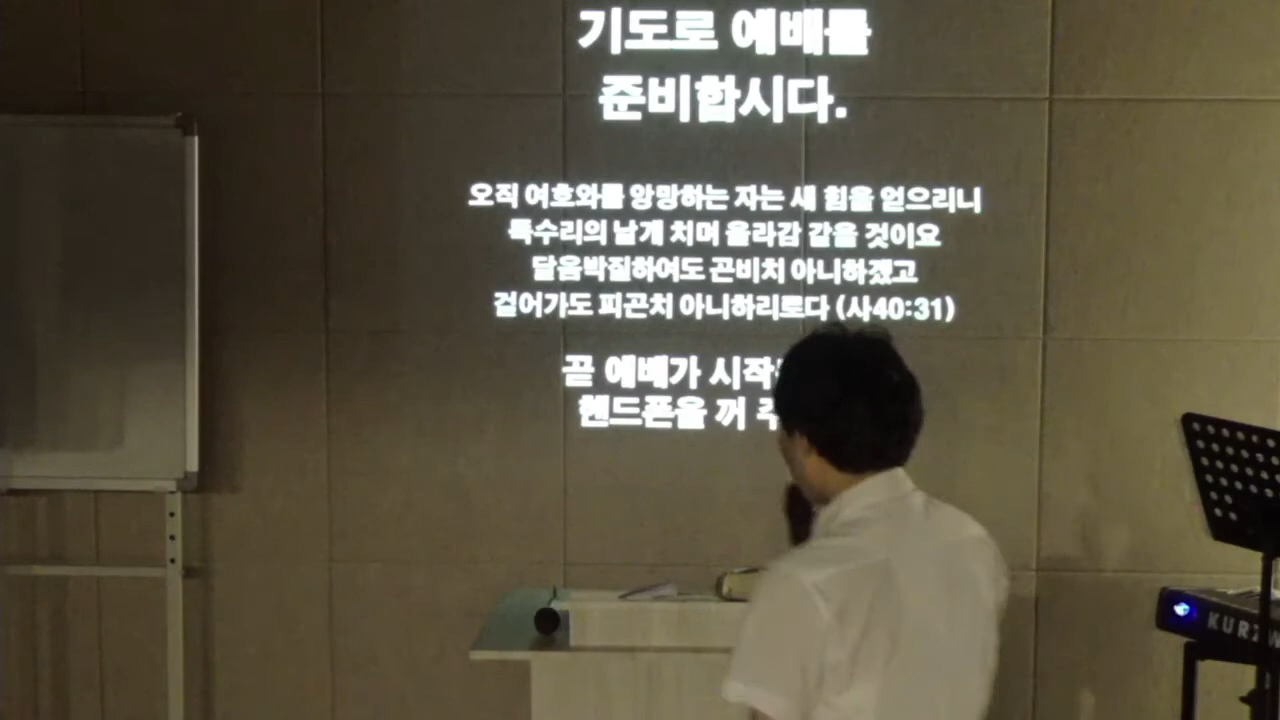 기도로 예배를
준비합시다.
오직 여호와를 앙망하는 자는 새 힘을 얻으리니
독수리의 날개 치며 올라감 같을 것이요
달음박질하여도 곤비치 아니하겠고
걸어가도 피곤치 아니하리로다 (사40:31)
곧 예배가 시작
핸드폰을 꺼
KURZW